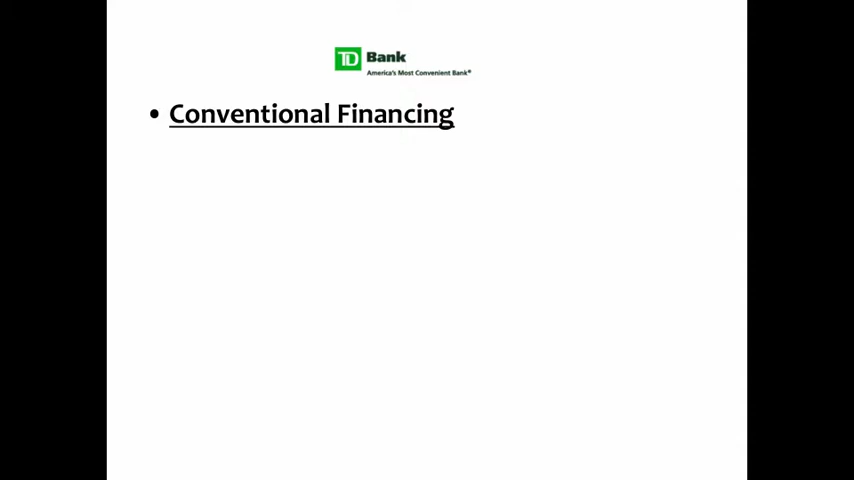 TD Bank
America's Most Convenient Bank®
• Conventional Financing